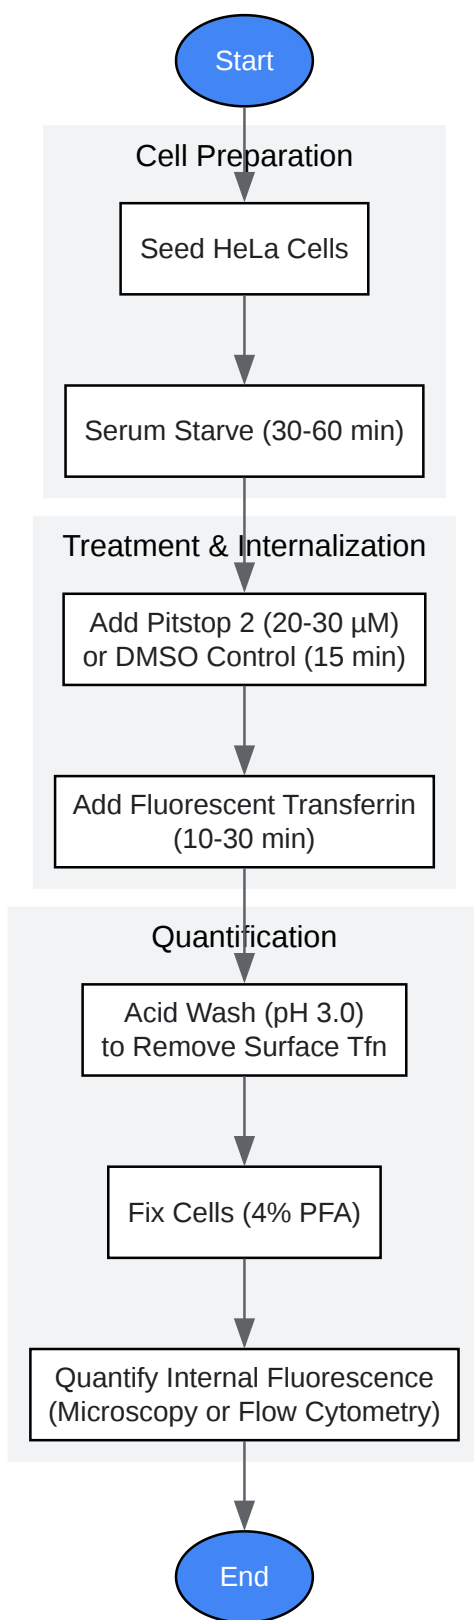 Start
Cell Preparation
Seed HeLa Cells
Serum Starve (30-60 min)
Treatment & Internalization
Add Pitstop 2 (20-30 µM)
or DMSO Control (15 min)
Add Fluorescent Transferrin
(10-30 min)
Quantification
Acid Wash (pH 3.0)
to Remove Surface Tfn
Fix Cells (4% PFA)
Quantify Internal Fluorescence
(Microscopy or Flow Cytometry)
End